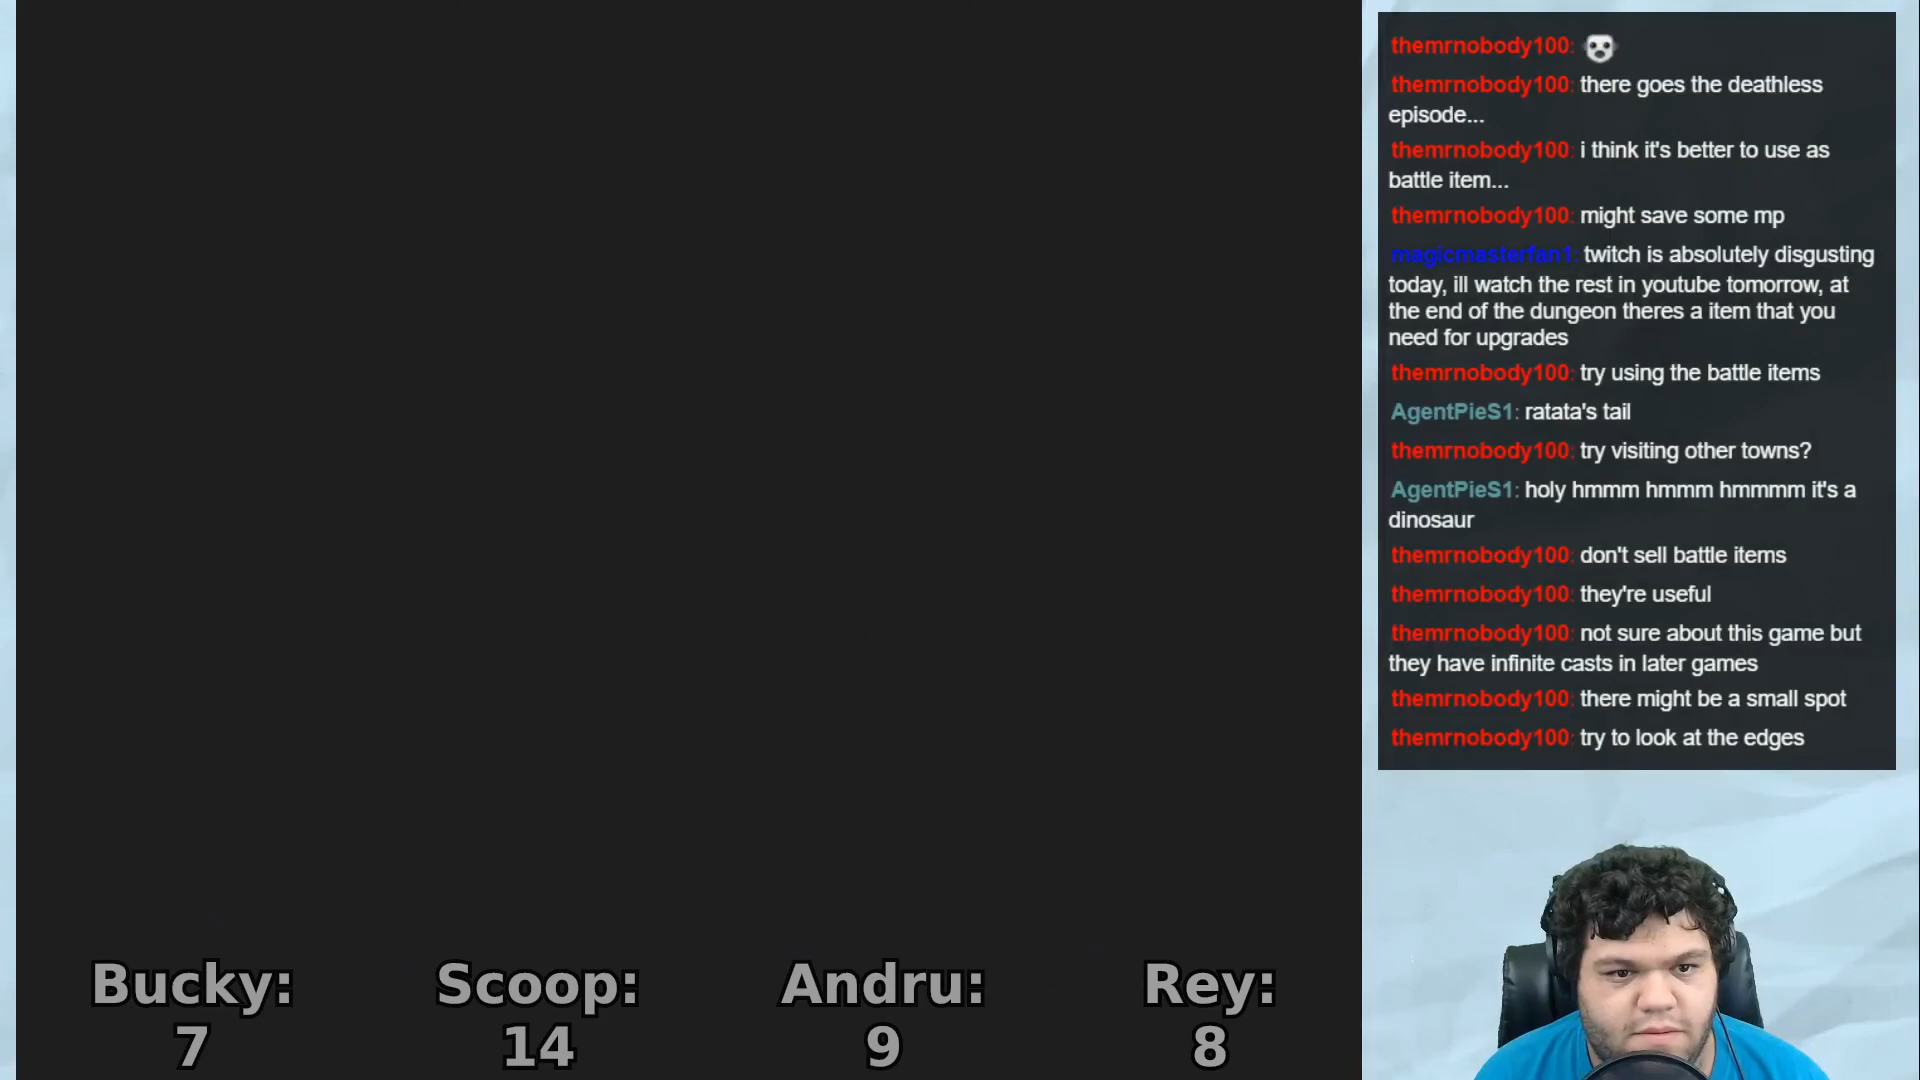 themrnobody100:
themrnobody100: there goes the deathless
episode...
themrnobody100: i think it's better to use as
battle item...
themrnobody100: might save some mp
magicmasterfan1: twitch is absolutely disgusting
today, ill watch the rest in youtube tomorrow, at
the end of the dungeon theres a item that you
need for upgrades
themrnobody100: try using the battle items
AgentPieS1: ratata's tail
themrnobody100: try visiting other towns?
AgentPieS1: holy hmmm hmmm hmmmm it's a
dinosaur
themrnobody100: don't sell battle items
themrnobody100: they're useful
themrnobody100: not sure about this game but
they have infinite casts in later games
themrnobody100: there might be a small spot
themrnobody100: try to look at the edges
Bucky: Scoop: Andru: Rey:
7 14 9 8